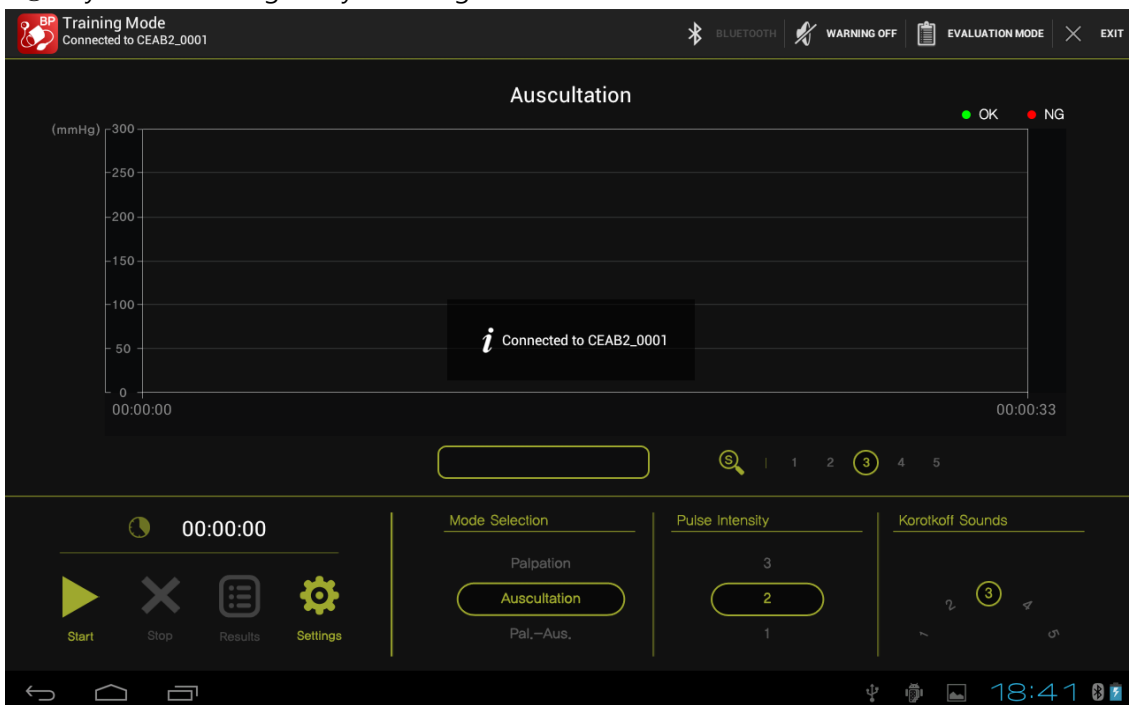 BP
Training Mode
Connected to CEAB2_0001
BLUETOOTH
WARNING OFF
EVALUATION MODE
EXIT
Auscultation
OK
NG
(mmHg)
300
250
200
150
100
50
0
Connected to CEAB2_0001
00:00:00
00:00:33
S
1 2 3 4 5
00:00:00
Start
Stop
Results
Settings
Mode Selection
Palpation
Auscultation
Pal.-Aus.
Pulse Intensity
3
2
1
Korotkoff Sounds
1 2 3 4 5
18:41